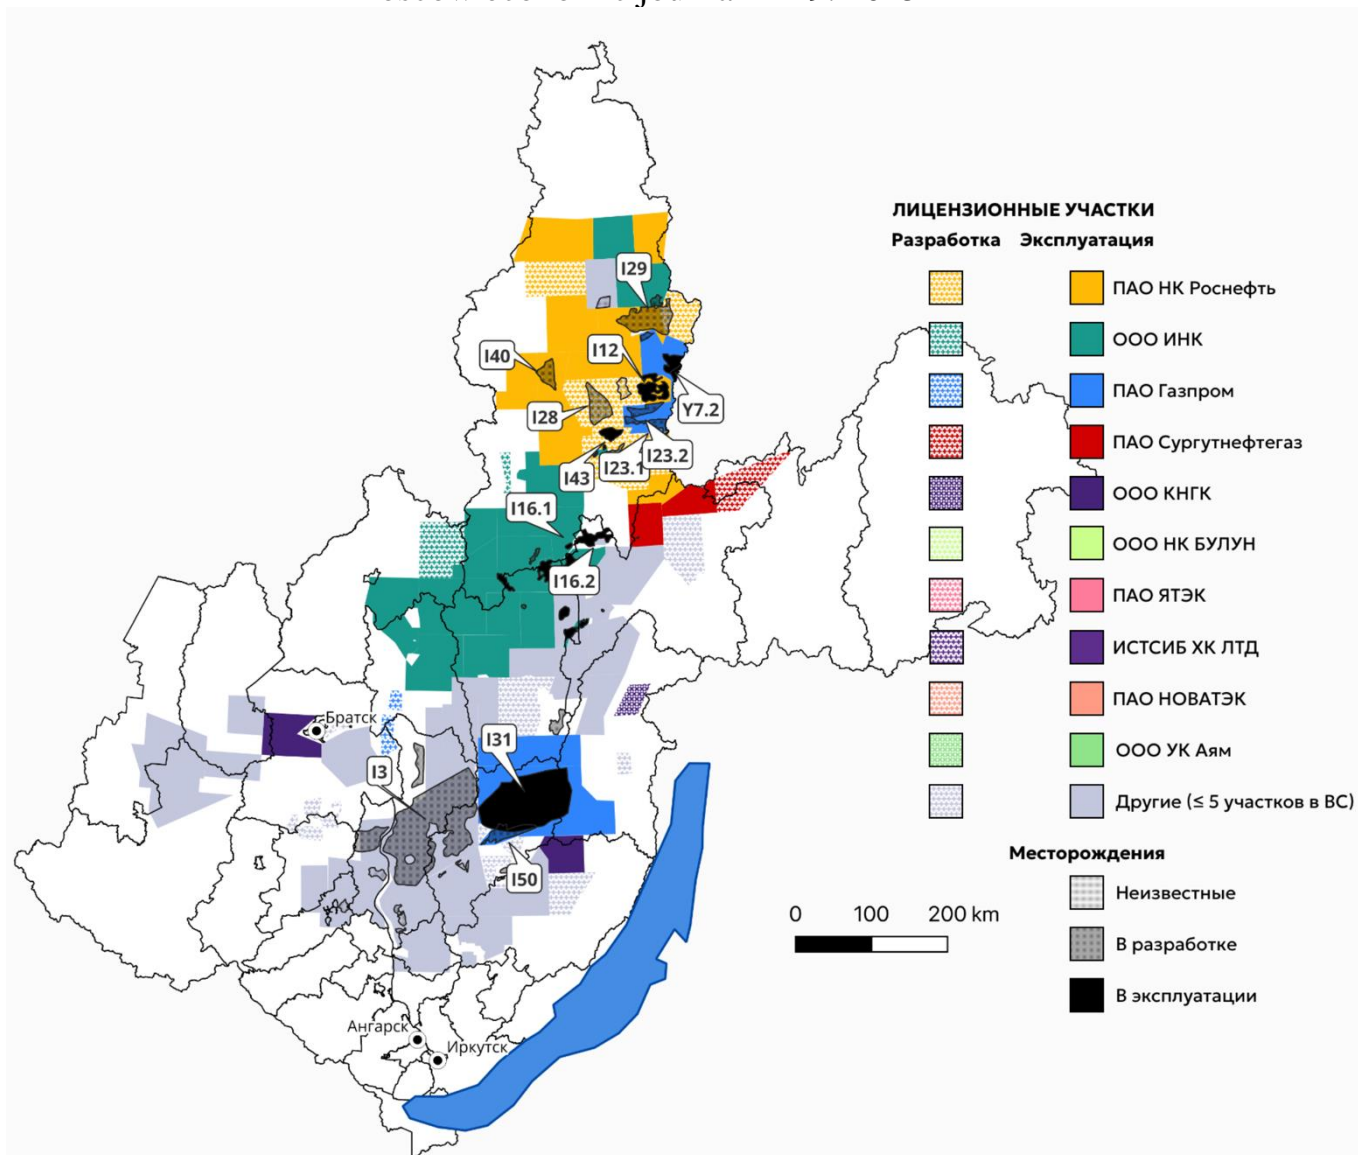 ЛИЦЕНЗИОННЫЕ УЧАСТКИ
Разработка Эксплуатация
ПАО НК Роснефть
ООО ИНК
ПАО Газпром
ПАО Сургутнефтегаз
ООО КНГК
ООО НК БУЛУН
ПАО ЯТЭК
ИСТСИБ ХК ЛТД
ПАО НОВАТЭК
ООО УК Аям
Другие (≤ 5 участков в ВС)
Месторождения
Неизвестные
В разработке
В эксплуатации
0 100 200 km
I29
I12
I40
Y7.2
I28
I23.2
I23.1
I43
I16.1
I16.2
Братск
I31
I3
I50
Ангарск
Иркутск